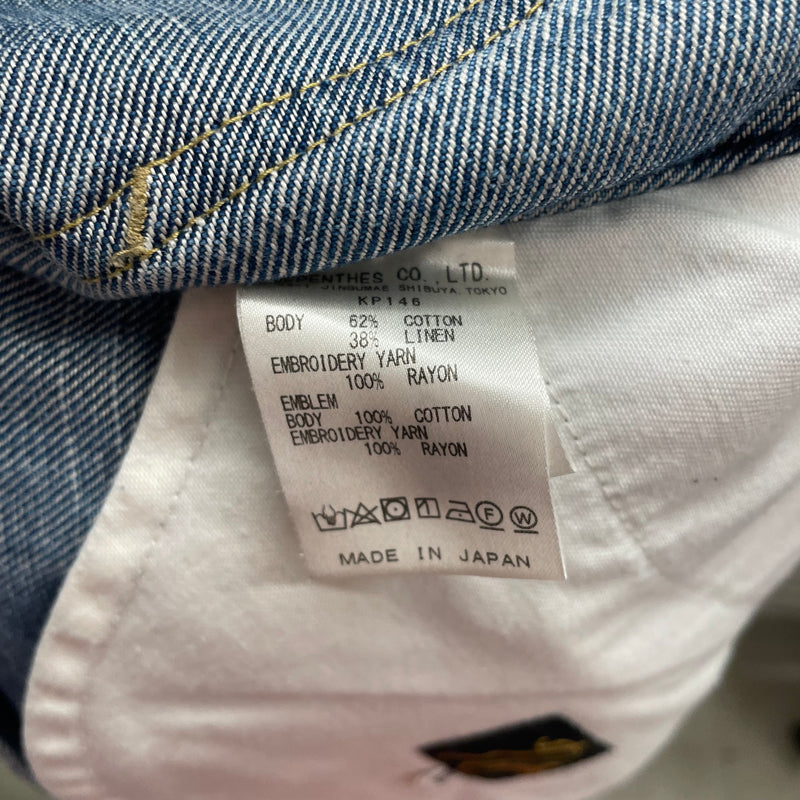 CO.,LTD.
JINGUMAE SHIBUYA, TOKYO
KP146
BODY 62% COTTON
38% LINEN
EMBROIDERY YARN
100% RAYON
EMBLEM
BODY 100% COTTON
EMBROIDERY YARN
100% RAYON
F W
MADE IN JAPAN